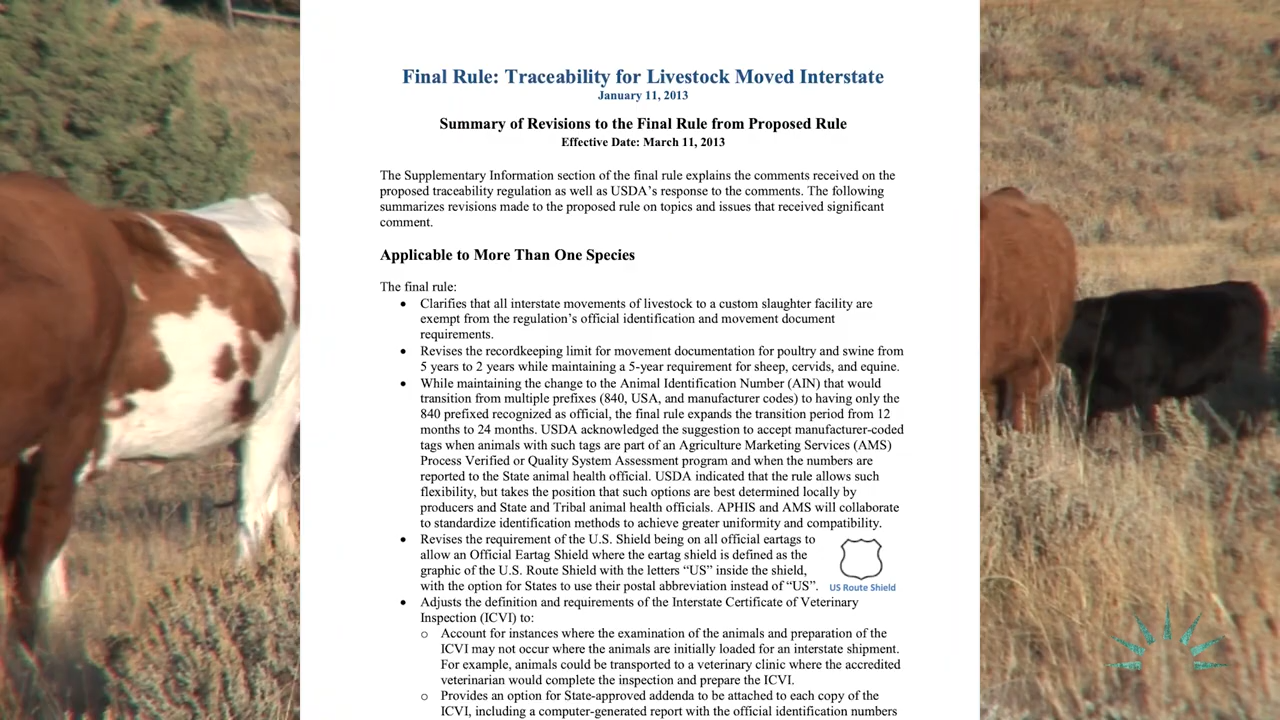 Final Rule: Traceability for Livestock Moved Interstate
January 11, 2013
Summary of Revisions to the Final Rule from Proposed Rule
Effective Date: March 11, 2013
The Supplementary Information section of the final rule explains the comments received on the
proposed traceability regulation as well as USDA's response to the comments. The following
summarizes revisions made to the proposed rule on topics and issues that received significant
comment.
Applicable to More Than One Species
The final rule:
• Clarifies that all interstate movements of livestock to a custom slaughter facility are
exempt from the regulation's official identification and movement document
requirements.
• Revises the recordkeeping limit for movement documentation for poultry and swine from
5 years to 2 years while maintaining a 5-year requirement for sheep, cervids, and equine.
• While maintaining the change to the Animal Identification Number (AIN) that would
transition from multiple prefixes (840, USA, and manufacturer codes) to having only the
840 prefixed recognized as official, the final rule expands the transition period from 12
months to 24 months. USDA acknowledged the suggestion to accept manufacturer-coded
tags when animals with such tags are part of an Agriculture Marketing Services (AMS)
Process Verified or Quality System Assessment program and when the numbers are
reported to the State animal health official. USDA indicated that the rule allows such
flexibility, but takes the position that such options are best determined locally by
producers and State and Tribal animal health officials. APHIS and AMS will collaborate
to standardize identification methods to achieve greater uniformity and compatibility.
• Revises the requirement of the U.S. Shield being on all official eartags to
allow an Official Eartag Shield where the eartag shield is defined as the
graphic of the U.S. Route Shield with the letters “US” inside the shield,
with the option for States to use their postal abbreviation instead of “US”.
US Route Shield
• Adjusts the definition and requirements of the Interstate Certificate of Veterinary
Inspection (ICVI) to:
o Account for instances where the examination of the animals and preparation of the
ICVI may not occur where the animals are initially loaded for an interstate shipment.
For example, animals could be transported to a veterinary clinic where the accredited
veterinarian would complete the inspection and prepare the ICVI.
o Provides an option for State-approved addenda to be attached to each copy of the
ICVI, including a computer-generated report with the official identification numbers